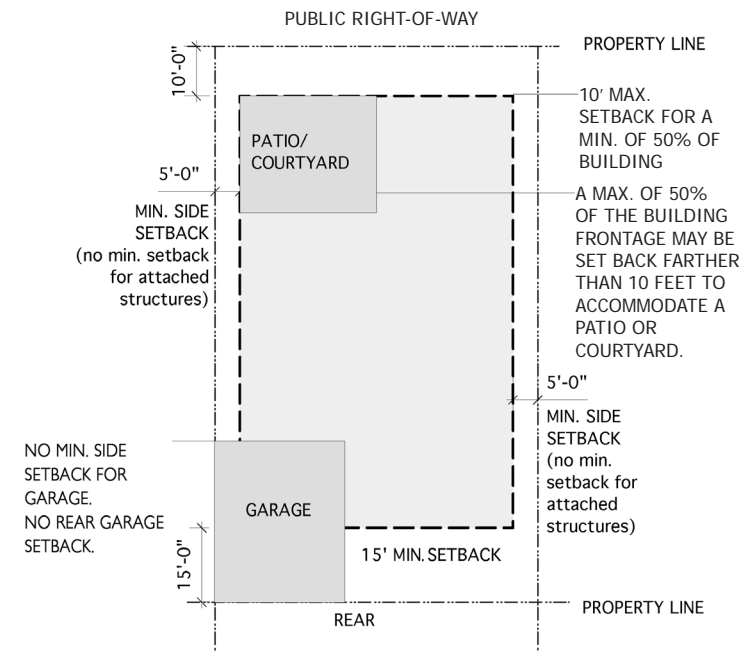 PUBLIC RIGHT-OF-WAY
PROPERTY LINE
10'-0"
10' MAX.
SETBACK FOR A
MIN. OF 50% OF
BUILDING
PATIO/
COURTYARD
5'-0"
MIN. SIDE
SETBACK
(no min. setback
for attached
structures)
A MAX. OF 50%
OF THE BUILDING
FRONTAGE MAY BE
SET BACK FARTHER
THAN 10 FEET TO
ACCOMMODATE A
PATIO OR
COURTYARD.
5'-0"
MIN. SIDE
SETBACK
(no min.
setback for
attached
structures)
NO MIN. SIDE
SETBACK FOR
GARAGE.
NO REAR GARAGE
SETBACK.
GARAGE
15'-0"
15' MIN. SETBACK
PROPERTY LINE
REAR